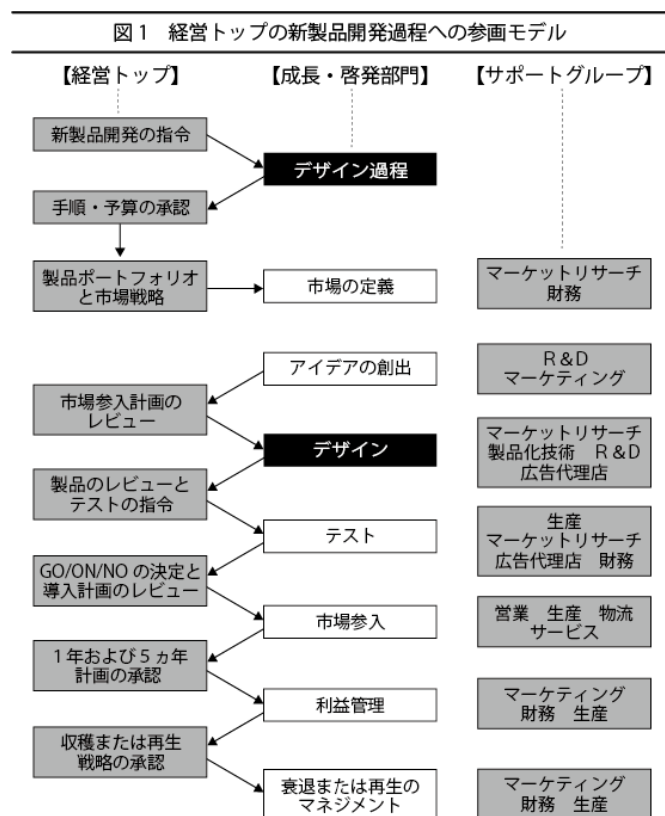 図1　経営トップの新製品開発過程への参画モデル
【経営トップ】
【成長・啓発部門】
【サポートグループ】
新製品開発の指令
デザイン過程
手順・予算の承認
製品ポートフォリオ
と市場戦略
市場の定義
マーケットリサーチ
財務
アイデアの創出
R＆D
マーケティング
市場参入計画の
レビュー
デザイン
マーケットリサーチ
製品化技術　R＆D
広告代理店
製品のレビューと
テストの指令
テスト
生産
マーケットリサーチ
広告代理店　財務
GO/ON/NO の決定と
導入計画のレビュー
市場参入
営業　生産　物流
サービス
1年および5ヵ年
計画の承認
利益管理
マーケティング
財務　生産
収穫または再生
戦略の承認
衰退または再生の
マネジメント
マーケティング
財務　生産